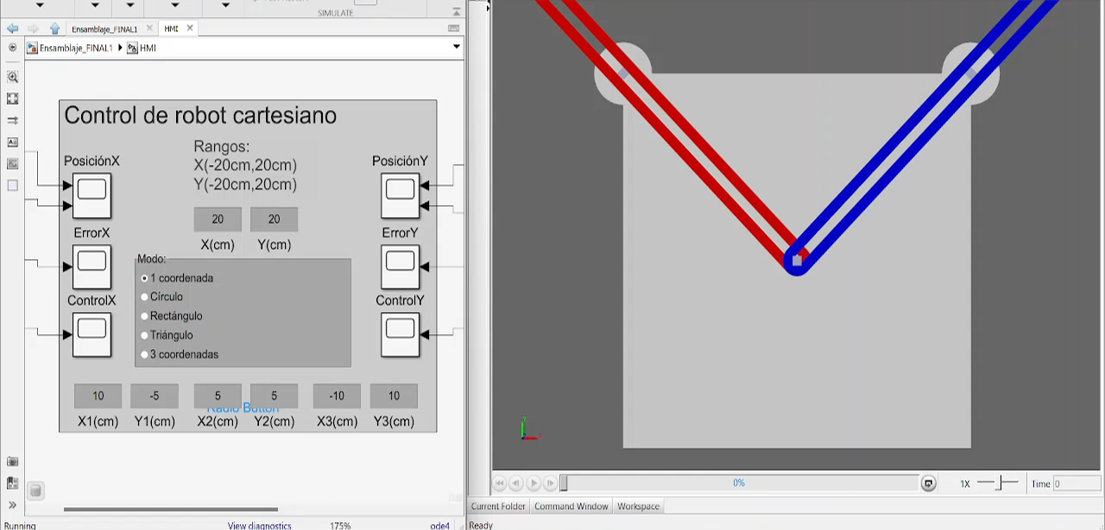 SIMULATE
Ensamblaje_FINAL1
HMI
Ensamblaje_FINAL1
HMI
Control de robot cartesiano
Rangos:
X(-20cm,20cm)
Y(-20cm,20cm)
PosiciónX
PosiciónY
20
20
X(cm)
Y(cm)
ErrorX
ErrorY
Modo:
1 coordenada
Círculo
Rectángulo
Triángulo
3 coordenadas
ControlX
ControlY
10
-5
5
5
-10
10
Radio Button
X1(cm)
Y1(cm)
X2(cm)
Y2(cm)
X3(cm)
Y3(cm)
0%
1X
Time
0
Current Folder
Command Window
Workspace
Running
View diagnostics
175%
ode4
Ready